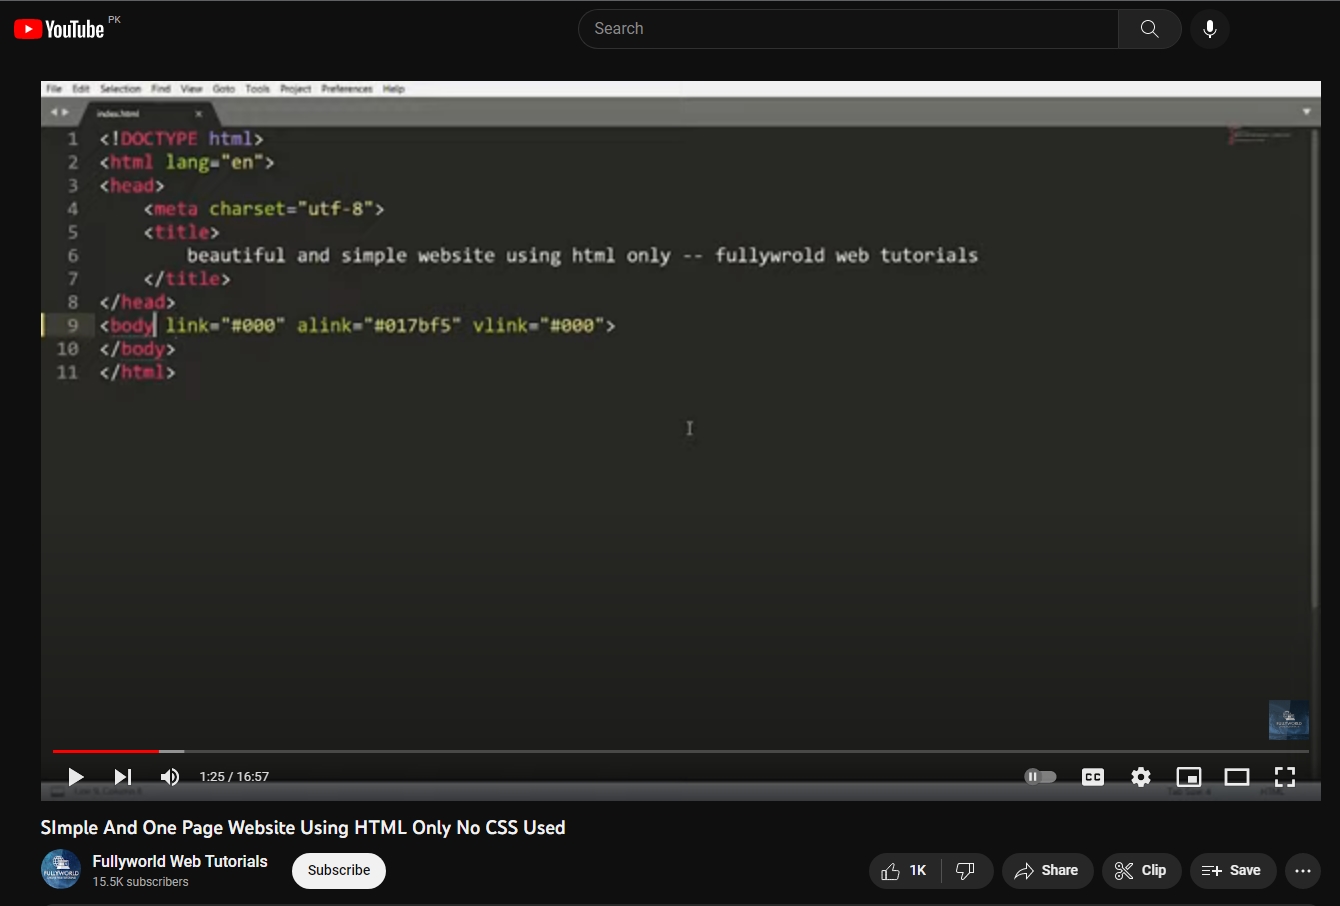 YouTube PK
Search
File Edit Selection Find View Goto Tools Project Preferences Help
index.html ×
1 <!DOCTYPE html>
2 <html lang="en">
3 <head>
4 <meta charset="utf-8">
5 <title>
6 beautiful and simple website using html only -- fullywrold web tutorials
7 </title>
8 </head>
9 <body link="#000" alink="#017bf5" vlink="#000">
10 </body>
11 </html>
FULLYWORLD
1:25 / 16:57
CC
SImple And One Page Website Using HTML Only No CSS Used
FULLYWORLD
Fullyworld Web Tutorials
15.5K subscribers
Subscribe
1K
Share
Clip
Save